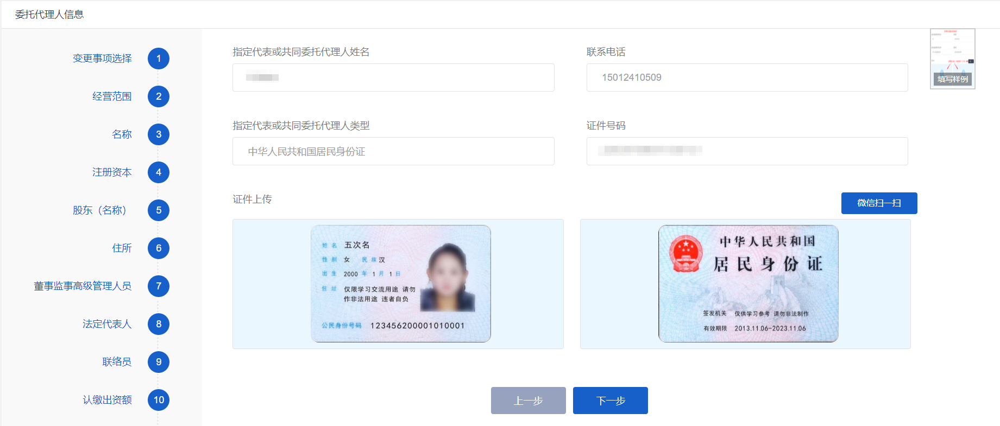 委托代理人信息
变更事项选择 1
经营范围 2
名称 3
注册资本 4
股东（名称） 5
住所 6
董事监事高级管理人员 7
法定代表人 8
联络员 9
认缴出资额 10
指定代表或共同委托代理人姓名
联系电话
15012410509
填写样例
指定代表或共同委托代理人类型
证件号码
中华人民共和国居民身份证
证件上传
微信扫一扫
姓名 五次名
性别 女 民族 汉
出生 2000 年 1 月 1 日
住址 仅限学习交流用途 请勿
作非法用途 违者自负
公民身份号码 123456200001010001
中华人民共和国
居民身份证
签发机关 仅供学习参考 请勿非法制作
有效期限 2013.11.06-2023.11.06
上一步
下一步